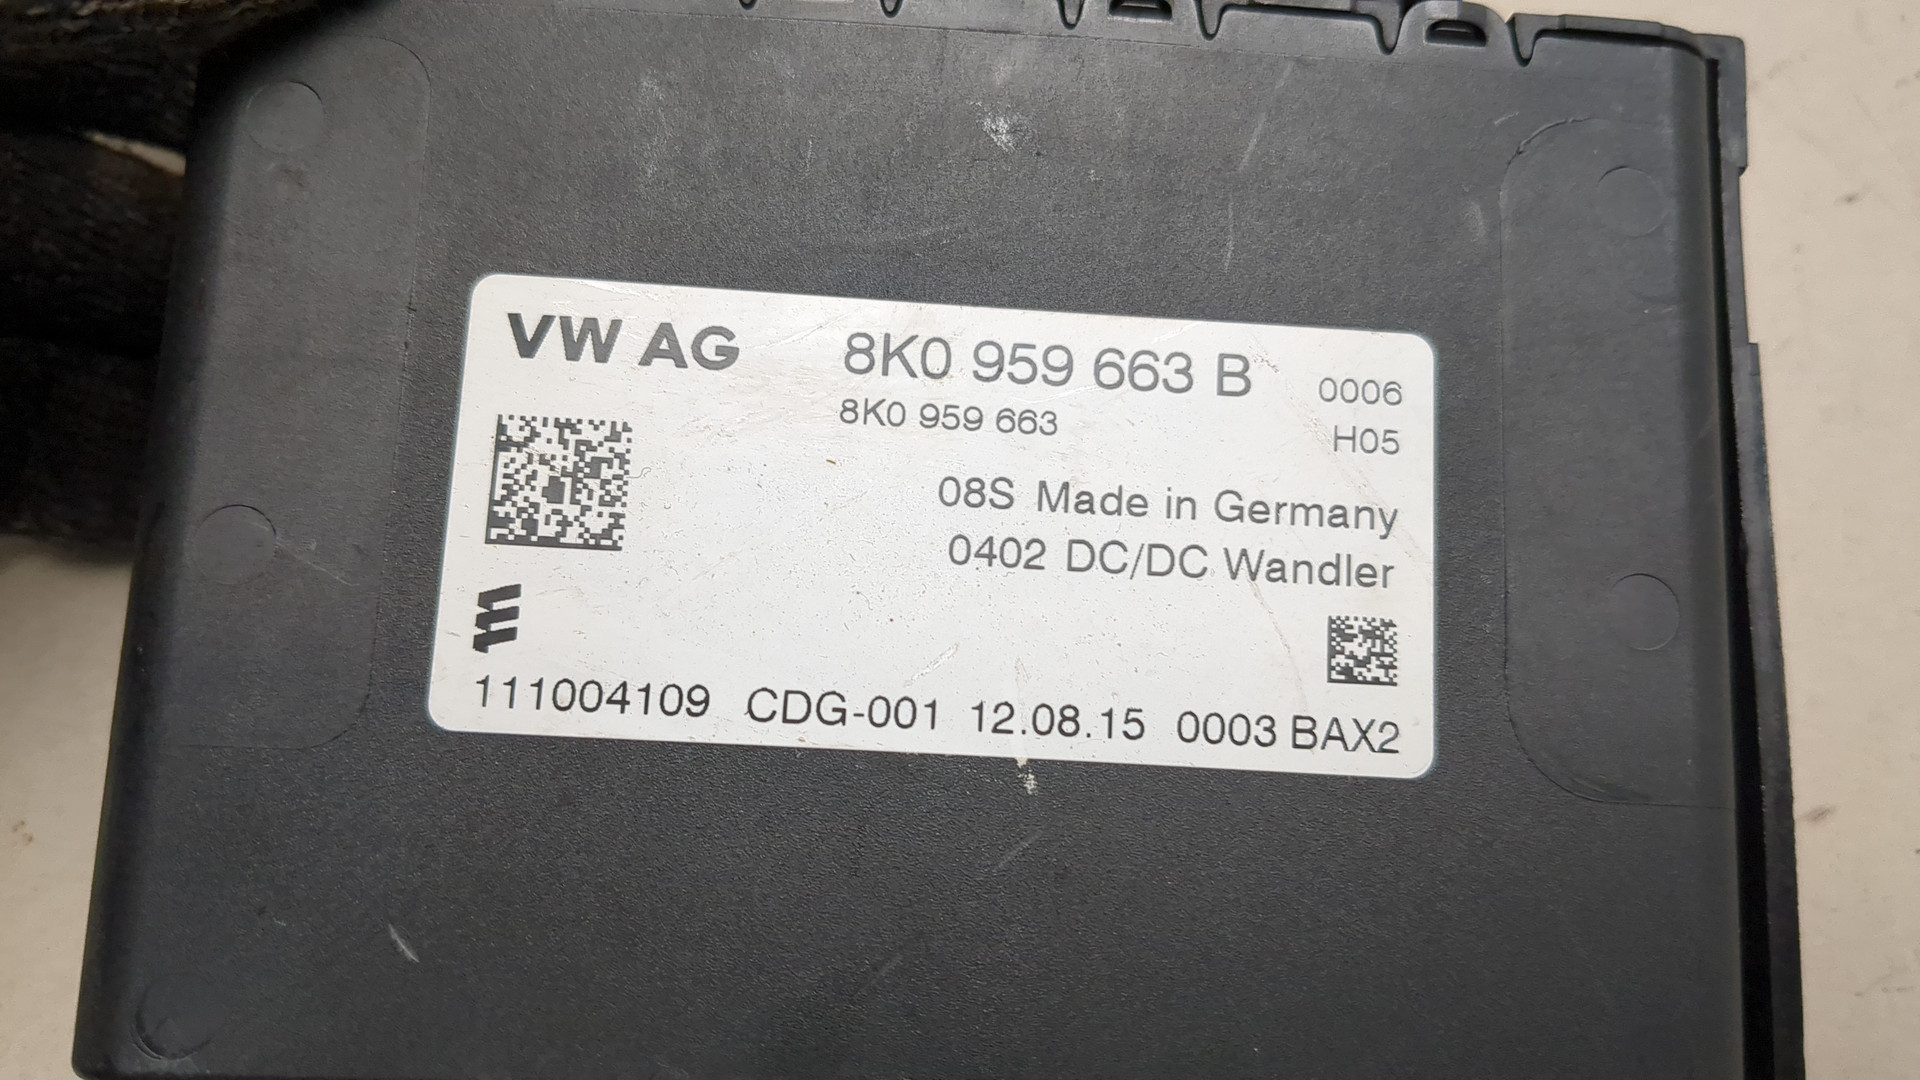 VW AG 8K0 959 663 B 0006
8K0 959 663 H05
08S Made in Germany
0402 DC/DC Wandler
111004109 CDG-001 12.08.15 0003 BAX2